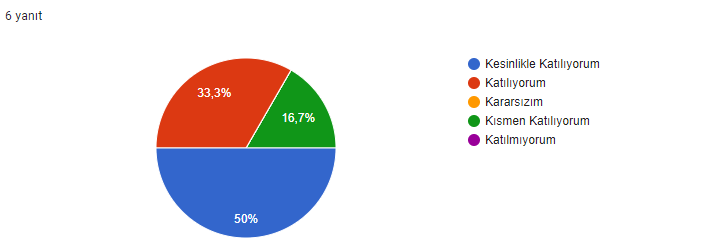 6 yanıt
33,3%
16,7%
50%
Kesinlikle Katılıyorum
Katılıyorum
Kararsızım
Kısmen Katılıyorum
Katılmıyorum